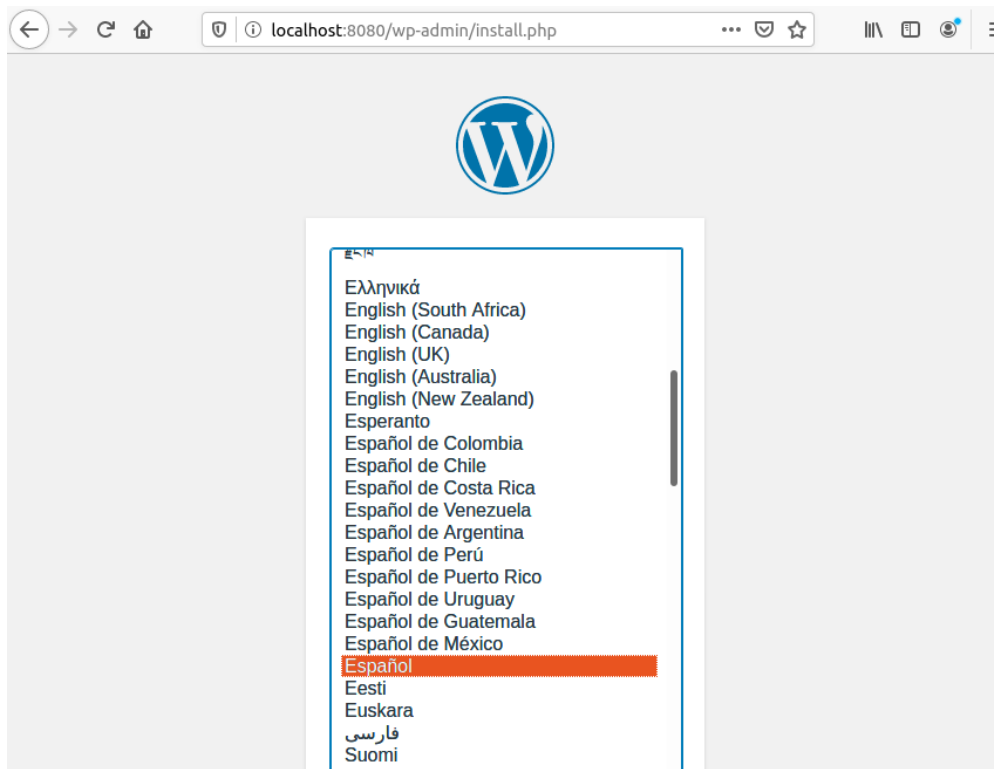 localhost:8080/wp-admin/install.php
Ελληνικά
English (South Africa)
English (Canada)
English (UK)
English (Australia)
English (New Zealand)
Esperanto
Español de Colombia
Español de Chile
Español de Costa Rica
Español de Venezuela
Español de Argentina
Español de Perú
Español de Puerto Rico
Español de Uruguay
Español de Guatemala
Español de México
Español
Eesti
Euskara
فارسی
Suomi